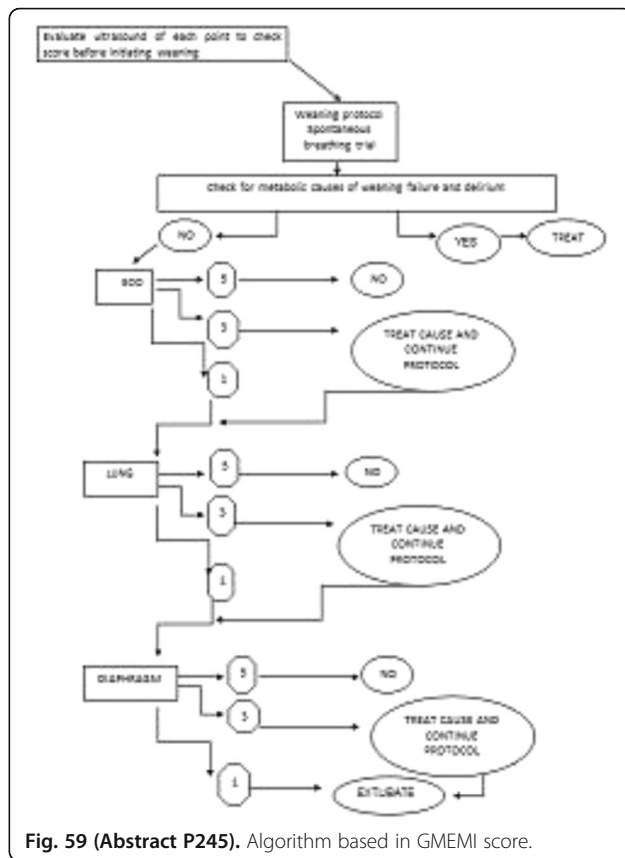 Evaluate ultrasound of each point to check
score before initiating weaning
Weaning protocol
Spontaneous
breathing trial
Check for metabolic causes of weaning failure and delirium
NO
YES
TREAT
5
NO
3
TREAT CAUSE AND
CONTINUE
PROTOCOL
1
LUNG
5
NO
3
TREAT CAUSE AND
CONTINUE
PROTOCOL
1
DIAPHRAGM
5
NO
3
TREAT CAUSE AND
CONTINUE
PROTOCOL
1
EXTUBATE
Fig. 59 (Abstract P245). Algorithm based in GMEMI score.